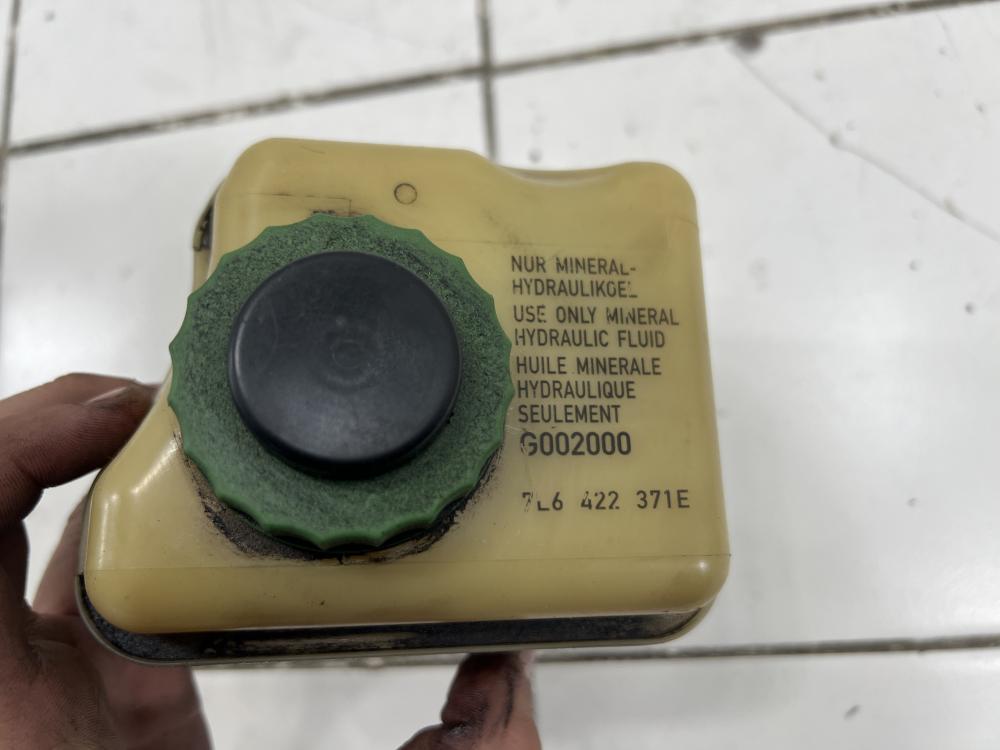 NUR MINERAL-
HYDRAULIKOEL
USE ONLY MINERAL
HYDRAULIC FLUID
HUILE MINERALE
HYDRAULIQUE
SEULEMENT
G002000
7L6 422 371E